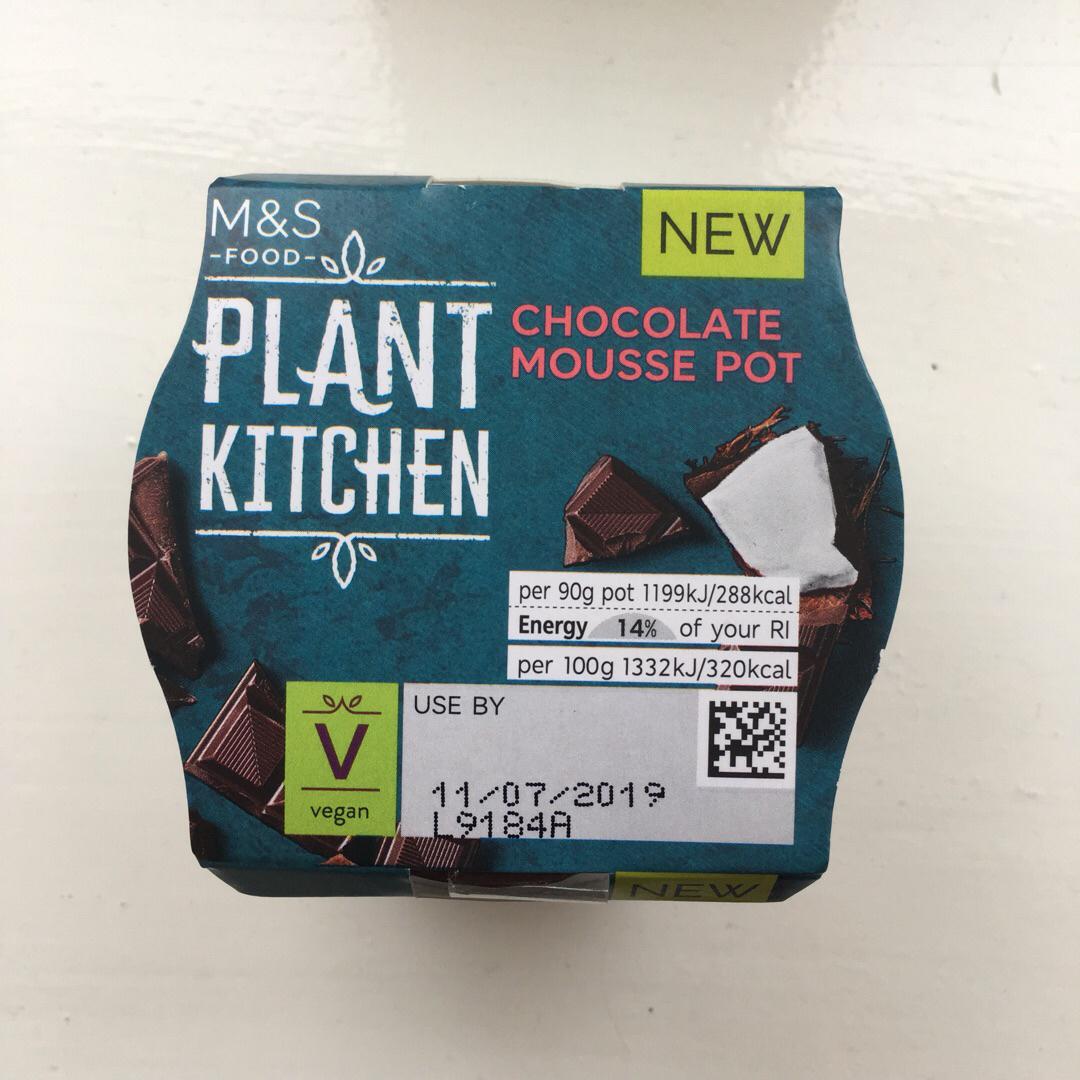 M&S
-FOOD-
PLANT
KITCHEN
NEW
CHOCOLATE
MOUSSE POT
per 90g pot 1199kJ/288kcal
Energy 14% of your RI
per 100g 1332kJ/320kcal
V
vegan
USE BY
11/07/2019
L9184A
NEW